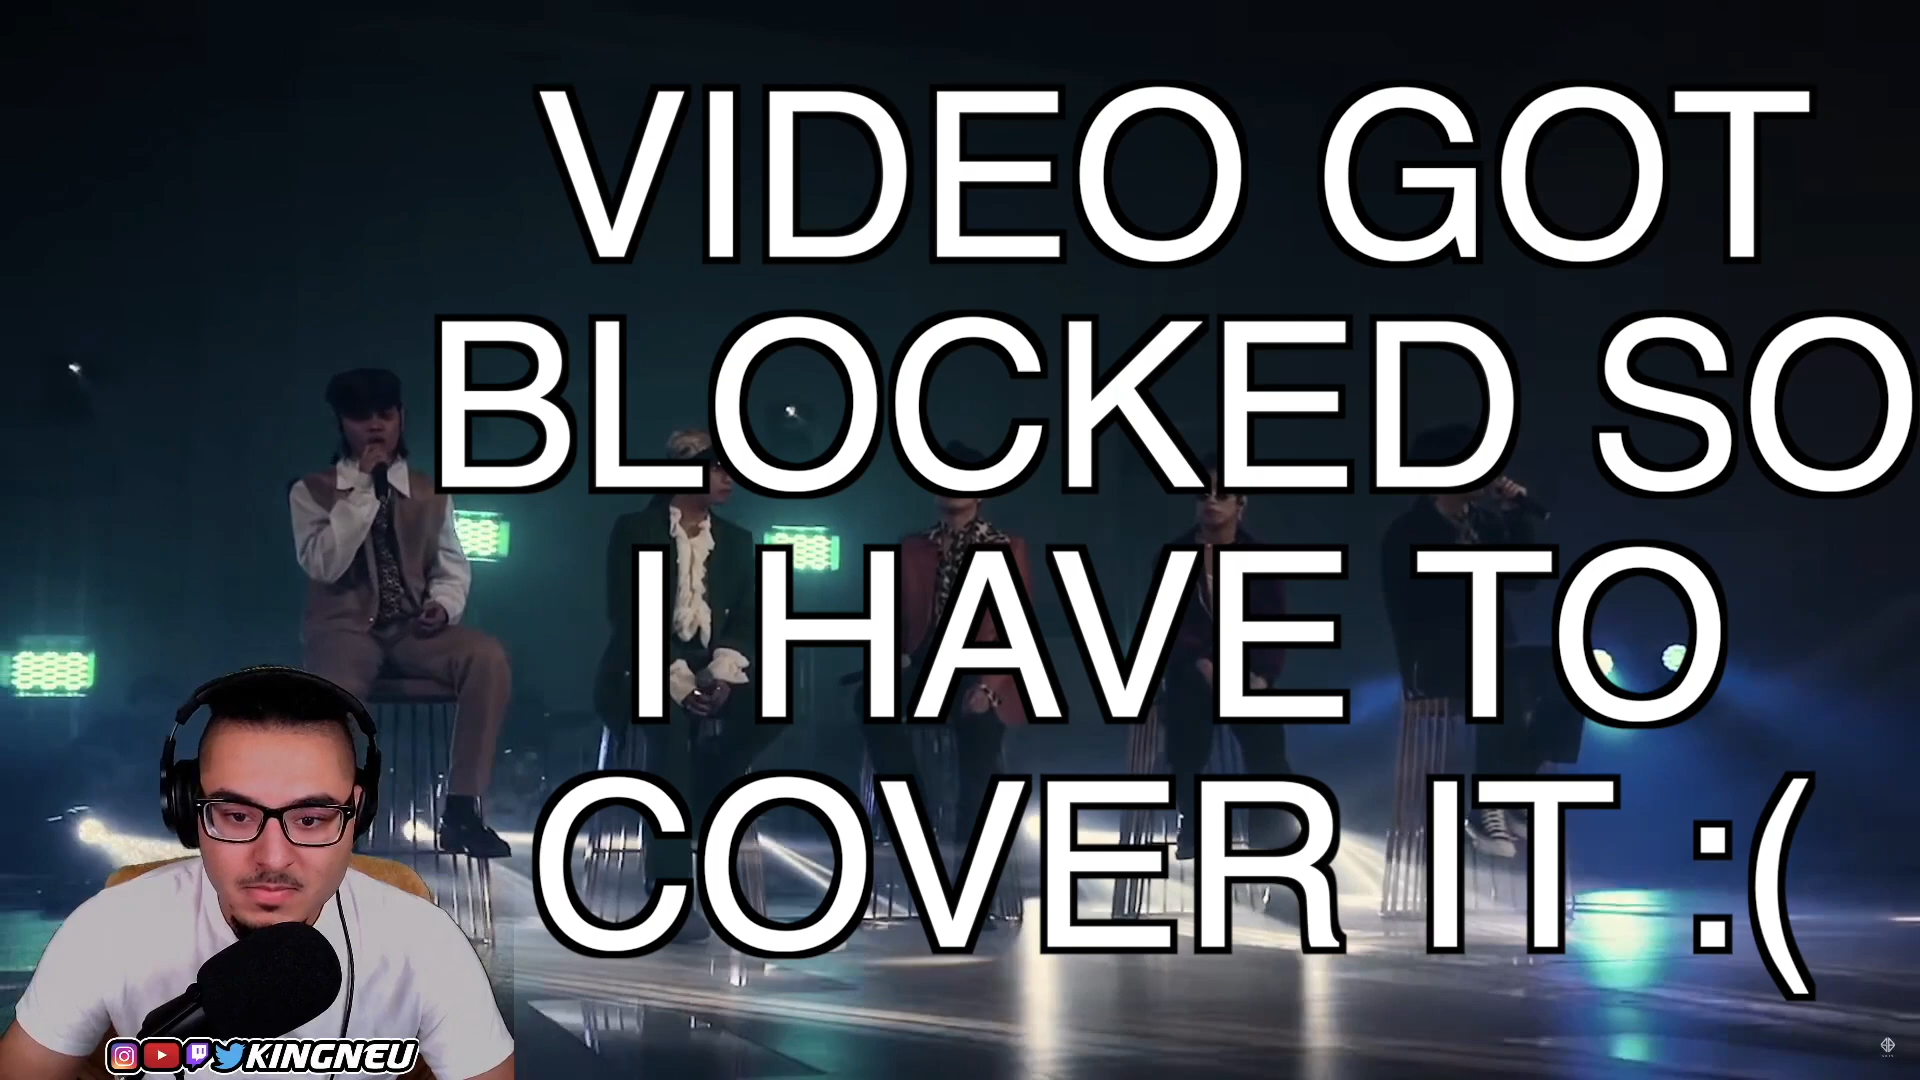 VIDEO GOT
BLOCKED SO
I HAVE TO
COVER IT :(
KINGNEU